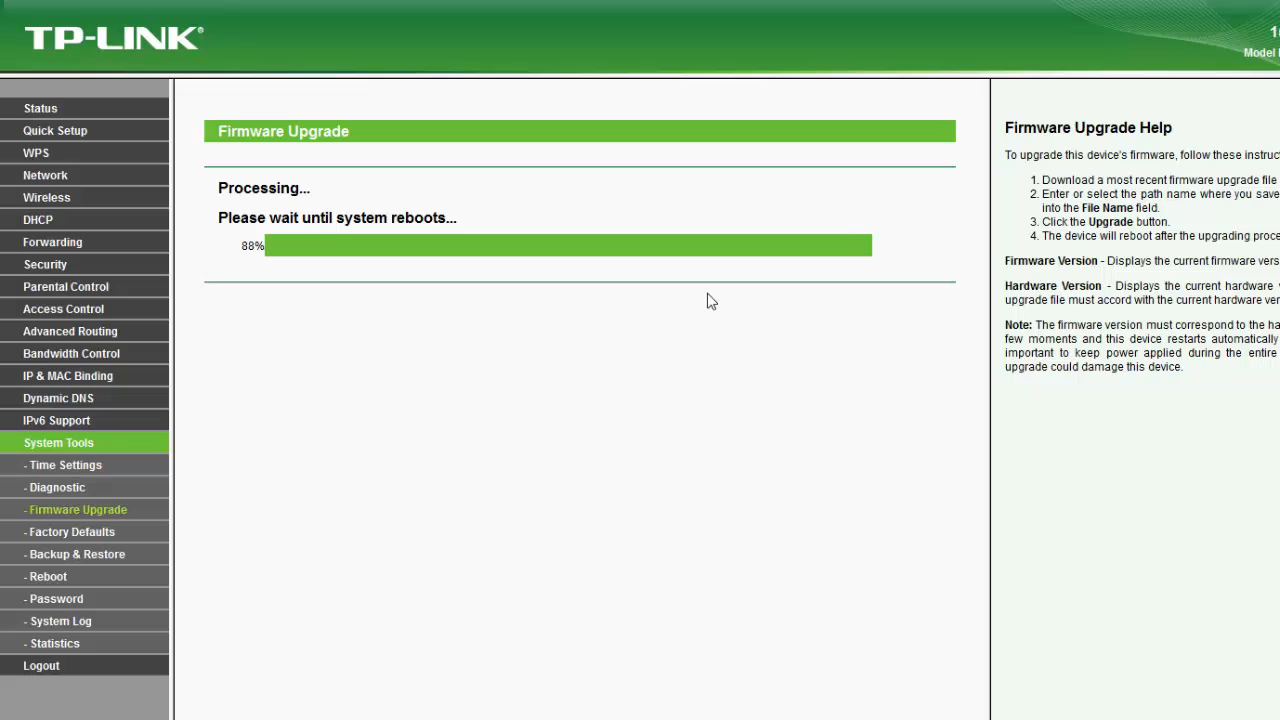 TP-LINK®
Model
Status
Quick Setup
WPS
Network
Wireless
DHCP
Forwarding
Security
Parental Control
Access Control
Advanced Routing
Bandwidth Control
IP & MAC Binding
Dynamic DNS
IPv6 Support
System Tools
- Time Settings
- Diagnostic
- Firmware Upgrade
- Factory Defaults
- Backup & Restore
- Reboot
- Password
- System Log
- Statistics
Logout
Firmware Upgrade
Processing...
Please wait until system reboots...
88%
Firmware Upgrade Help
To upgrade this device's firmware, follow these
1. Download a most recent firmware upgrade file
2. Enter or select the path name where you save
into the File Name field.
3. Click the Upgrade button.
4. The device will reboot after the upgrading
Firmware Version - Displays the current firmware
Hardware Version - Displays the current hardware
upgrade file must accord with the current hardware
Note: The firmware version must correspond to the
few moments and this device restarts automatically
important to keep power applied during the entire
upgrade could damage this device.